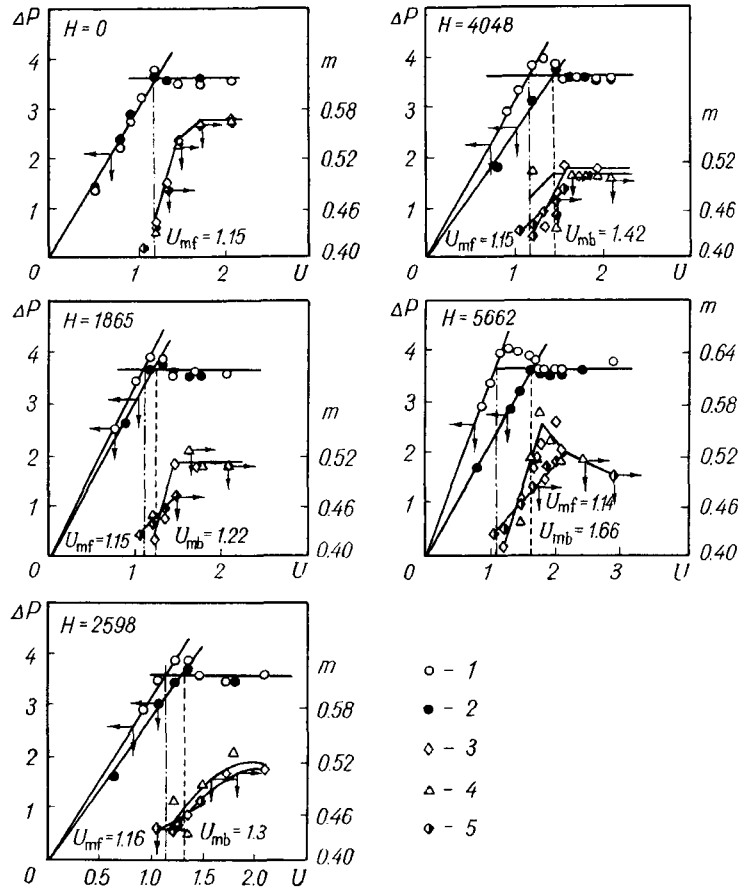 ΔP
H=0
m
4
3
2
1
0.58
0.52
0.46
0.40
U_mf=1.15
0
1
2
U
ΔP
H=4048
m
4
3
2
1
0.58
0.52
0.46
0.40
U_mf=1.15
U_mb=1.42
0
1
2
U
ΔP
H=1865
m
4
3
2
1
0.52
0.46
0.40
U_mf=1.15
U_mb=1.22
0
1
2
U
ΔP
H=5662
m
4
3
2
1
0.64
0.58
0.52
0.46
0.40
U_mf=1.14
U_mb=1.66
0
1
2
3
U
ΔP
H=2598
m
4
3
2
1
0.58
0.52
0.46
0.40
U_mf=1.16
U_mb=1.3
0
0.5
1.0
1.5
2.0
U
– 1
– 2
– 3
– 4
– 5